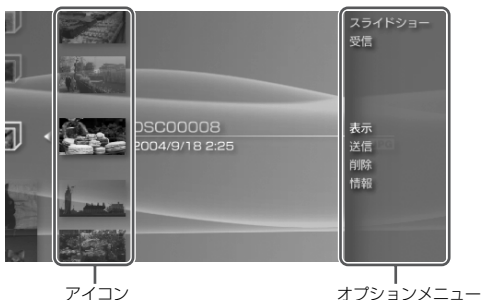 スライドショー
受信
DSC00008
2004/9/18 2:25
表示
送信
削除
情報
アイコン
オプションメニュー